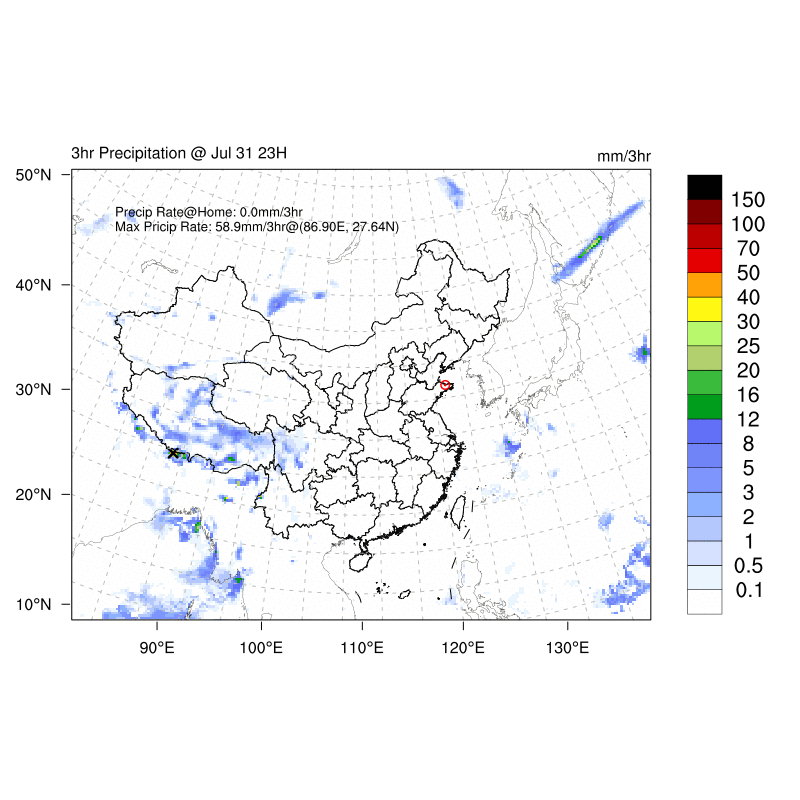 3hr Precipitation @ Jul 31 23H
mm/3hr
Precip Rate@Home: 0.0mm/3hr
Max Pricip Rate: 58.9mm/3hr@(86.90E, 27.64N)
50°N
40°N
30°N
20°N
10°N
90°E
100°E
110°E
120°E
130°E
150
100
70
50
40
30
25
20
16
12
8
5
3
2
1
0.5
0.1